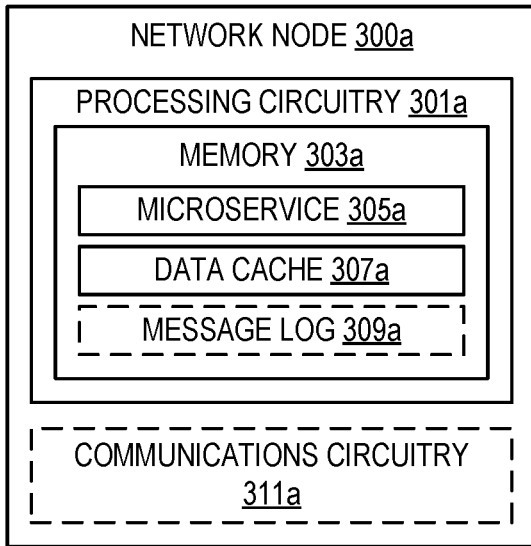 NETWORK NODE 300a
PROCESSING CIRCUITRY 301a
MEMORY 303a
MICROSERVICE 305a
DATA CACHE 307a
MESSAGE LOG 309a
COMMUNICATIONS CIRCUITRY
311a